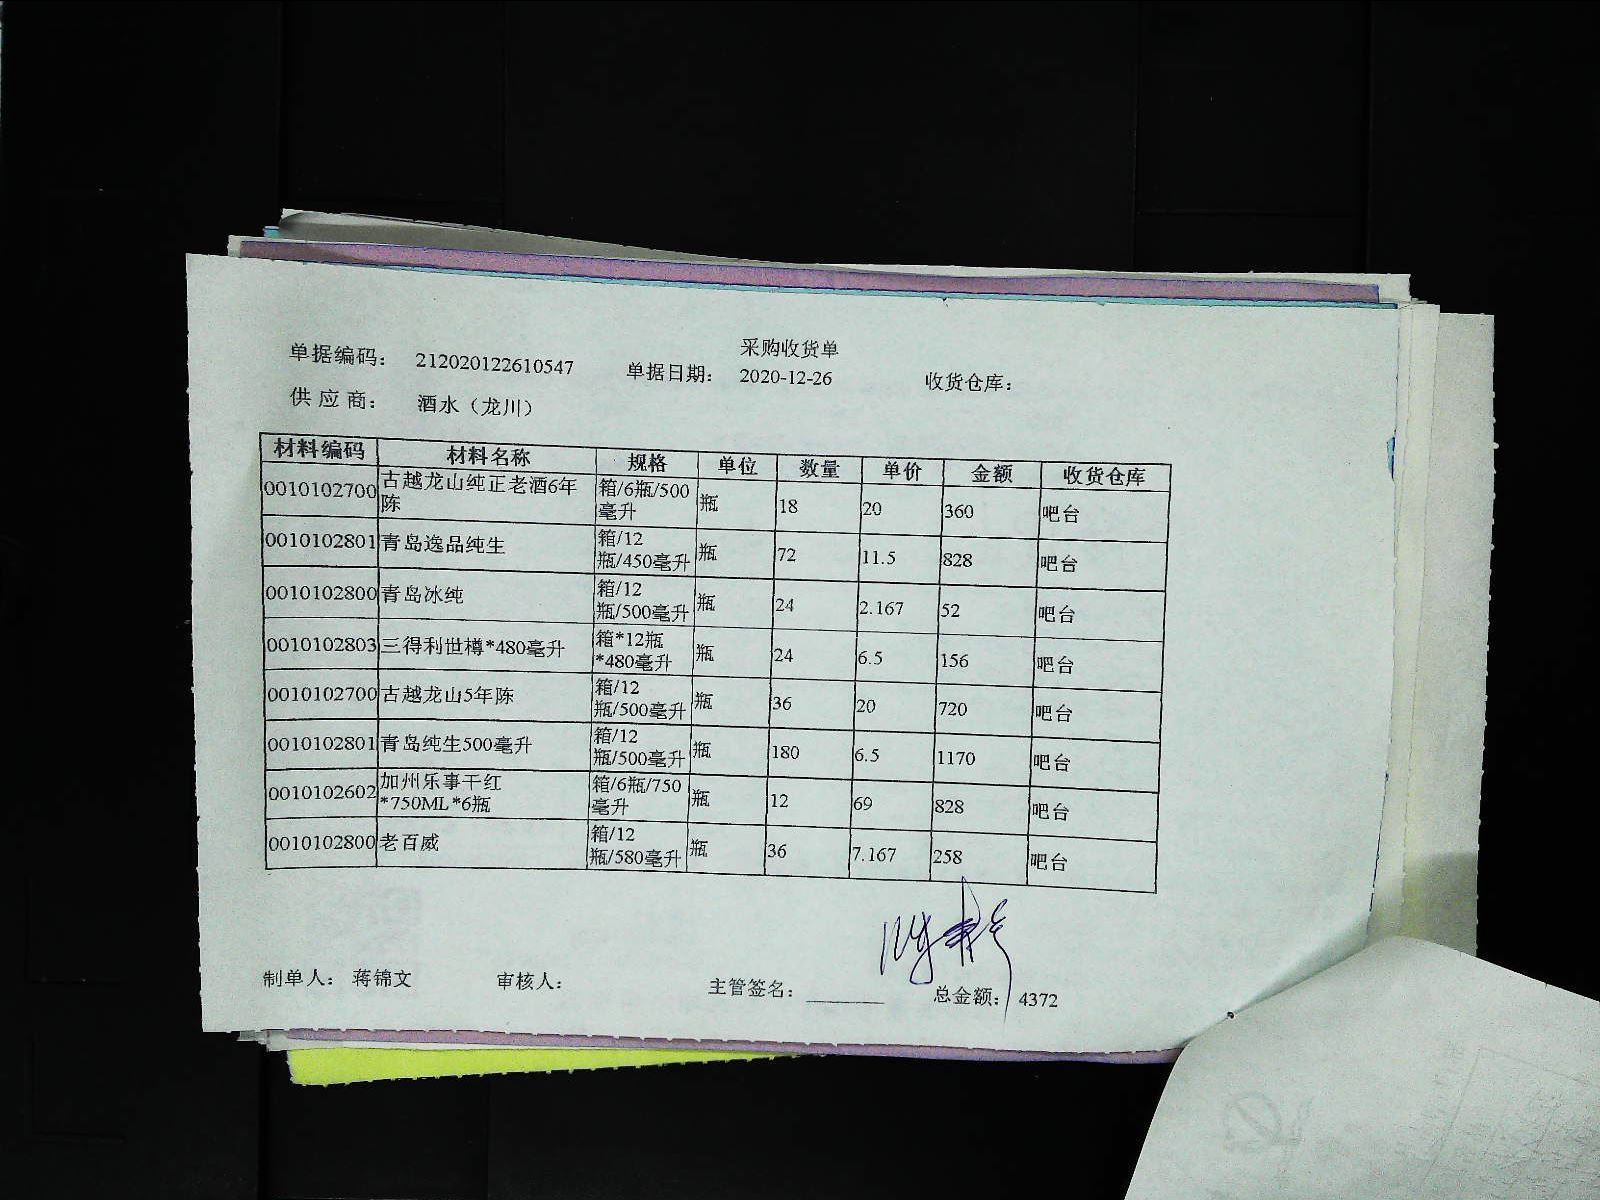 采购收货单
单据编码： 212020122610547 单据日期： 2020-12-26 收货仓库：
供 应 商： 酒水（龙川）
材料编码 材料名称 规格 单位 数量 单价 金额 收货仓库
0010102700 古越龙山纯正老酒6年陈 箱/6瓶/500毫升 瓶 18 20 360 吧台
0010102801 青岛逸品纯生 箱/12瓶/450毫升 瓶 72 11.5 828 吧台
0010102800 青岛冰纯 箱/12瓶/500毫升 瓶 24 2.167 52 吧台
0010102803 三得利世樽*480毫升 箱*12瓶*480毫升 瓶 24 6.5 156 吧台
0010102700 古越龙山5年陈 箱/12瓶/500毫升 瓶 36 20 720 吧台
0010102801 青岛纯生500毫升 箱/12瓶/500毫升 瓶 180 6.5 1170 吧台
0010102602 加州乐事干红*750ML*6瓶 箱/6瓶/750毫升 瓶 12 69 828 吧台
0010102800 老百威 箱/12瓶/580毫升 瓶 36 7.167 258 吧台
制单人： 蒋锦文 审核人： 主管签名： 总金额： 4372